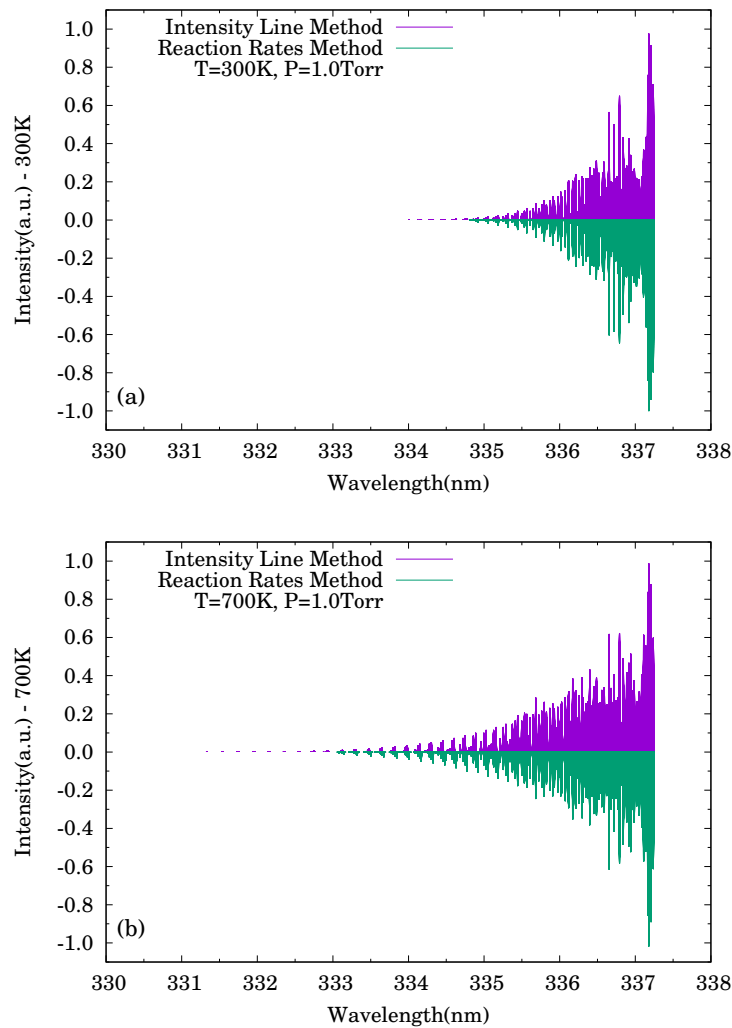 Intensity Line Method
Reaction Rates Method
T=300K, P=1.0Torr
Intensity(a.u.) - 300K
1.0
0.8
0.6
0.4
0.2
0.0
-0.2
-0.4
-0.6
-0.8
-1.0
(a)
330 331 332 333 334 335 336 337 338
Wavelength(nm)
Intensity Line Method
Reaction Rates Method
T=700K, P=1.0Torr
Intensity(a.u.) - 700K
1.0
0.8
0.6
0.4
0.2
0.0
-0.2
-0.4
-0.6
-0.8
-1.0
(b)
330 331 332 333 334 335 336 337 338
Wavelength(nm)